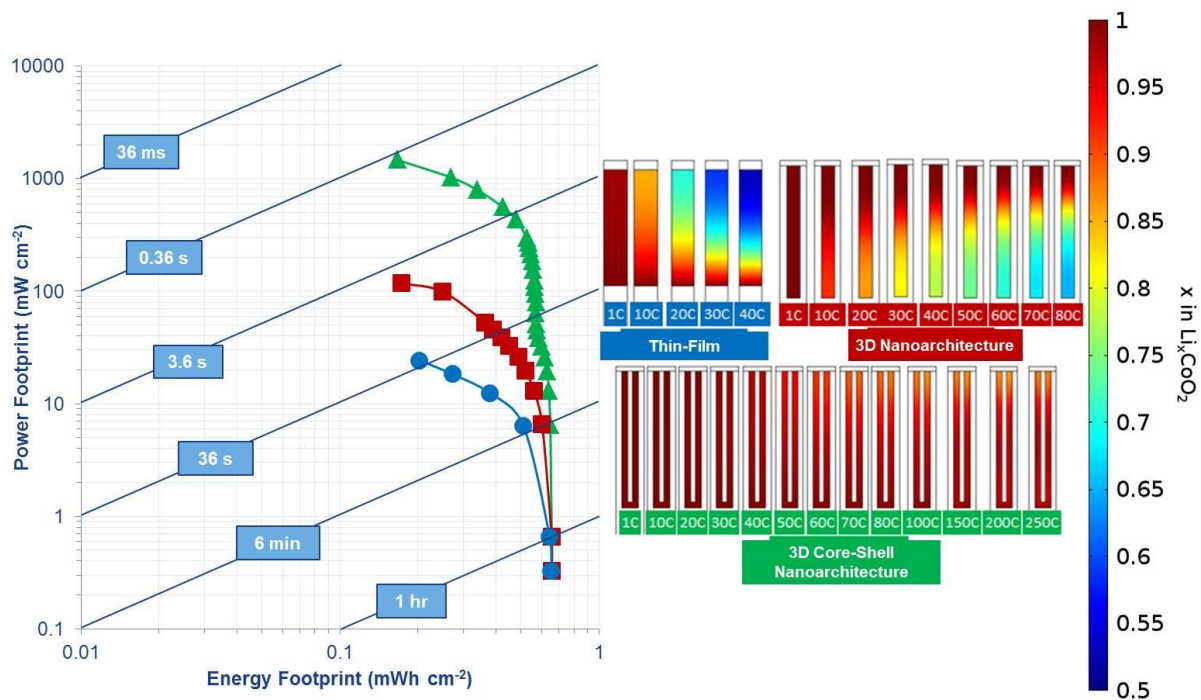 10000
1000
100
10
1
0.1
0.01
0.1
1
Power Footprint (mW cm⁻²)
Energy Footprint (mWh cm⁻²)
36 ms
0.36 s
3.6 s
36 s
6 min
1 hr
1C 10C 20C 30C 40C
Thin-Film
1C 10C 20C 30C 40C 50C 60C 70C 80C
3D Nanoarchitecture
1C 10C 20C 30C 40C 50C 60C 70C 80C 100C 150C 200C 250C
3D Core-Shell
Nanoarchitecture
1
0.95
0.9
0.85
0.8
0.75
0.7
0.65
0.6
0.55
0.5
x in LiₓCoO₂